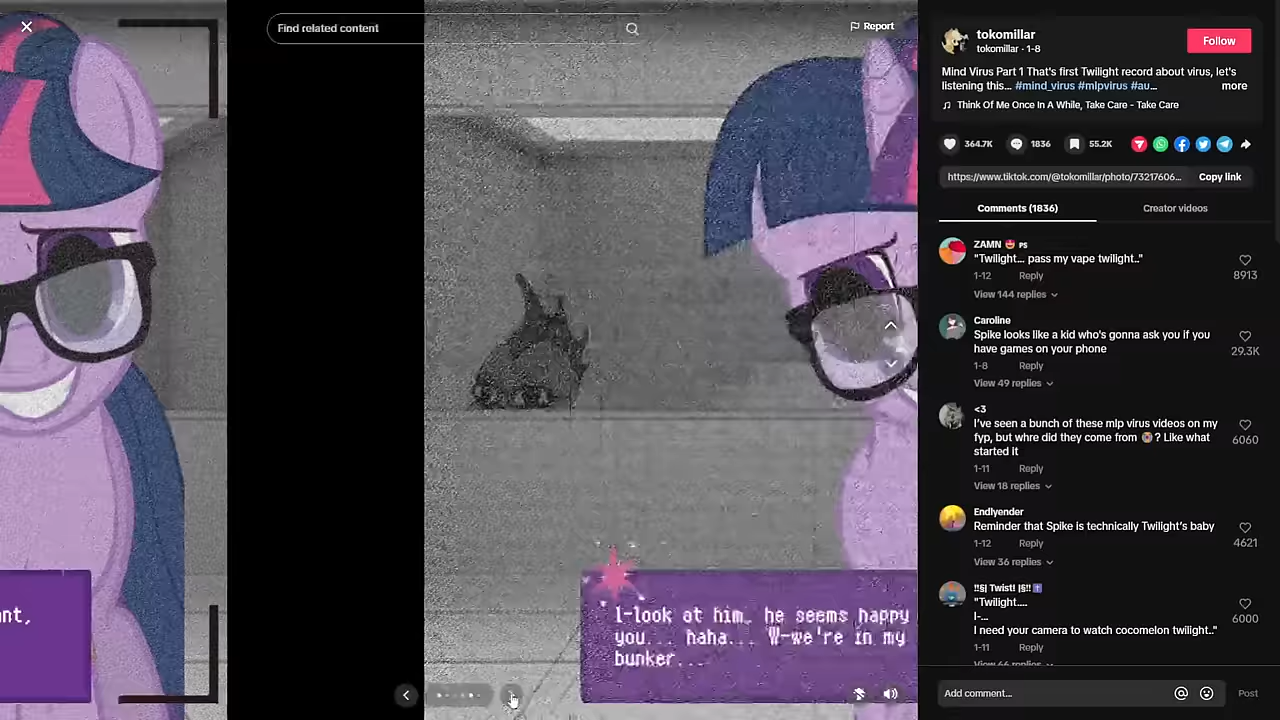 Find related content
Report
ant,
I-look at him, he seems happy
you... haha... W-we're in my
bunker...
tokomillar
tokomillar · 1-8
Follow
Mind Virus Part 1 That's first Twilight record about virus, let's
listening this... #mind_virus #mlpvirus #au...
more
Think Of Me Once In A While, Take Care - Take Care
364.7K
1836
55.2K
https://www.tiktok.com/@tokomillar/photo/73217606...
Copy link
Comments (1836)
Creator videos
ZAMN 🤩 PS
"Twilight... pass my vape twilight.."
1-12 Reply
8913
View 144 replies
Caroline
Spike looks like a kid who's gonna ask you if you
have games on your phone
29.3K
1-8 Reply
View 49 replies
<3
I've seen a bunch of these mlp virus videos on my
fyp, but whre did they come from ? Like what
started it
6060
1-11 Reply
View 18 replies
Endlyender
Reminder that Spike is technically Twilight's baby
4621
1-12 Reply
View 36 replies
!!§| Twist! |§!!
"Twilight....
I-...
I need your camera to watch cocomelon twilight.."
6000
1-11 Reply
View 66 replies
Add comment...
Post